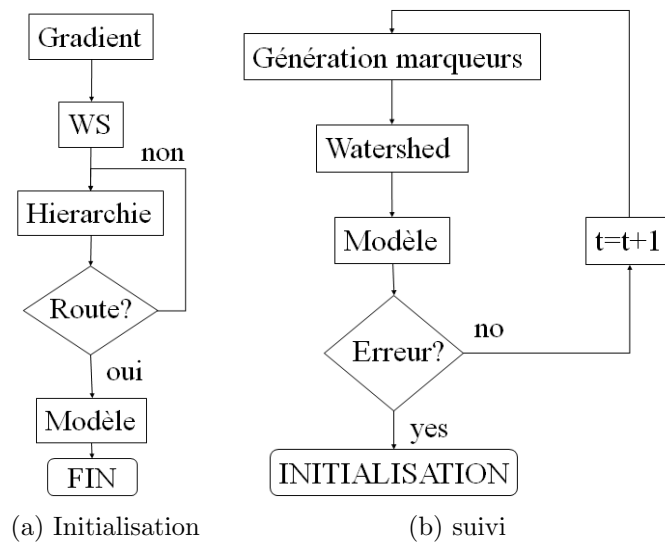 Gradient
WS
non
Hierarchie
Route?
oui
Modèle
FIN
(a) Initialisation
Génération marqueurs
Watershed
Modèle
t=t+1
Erreur?
no
yes
INITIALISATION
(b) suivi